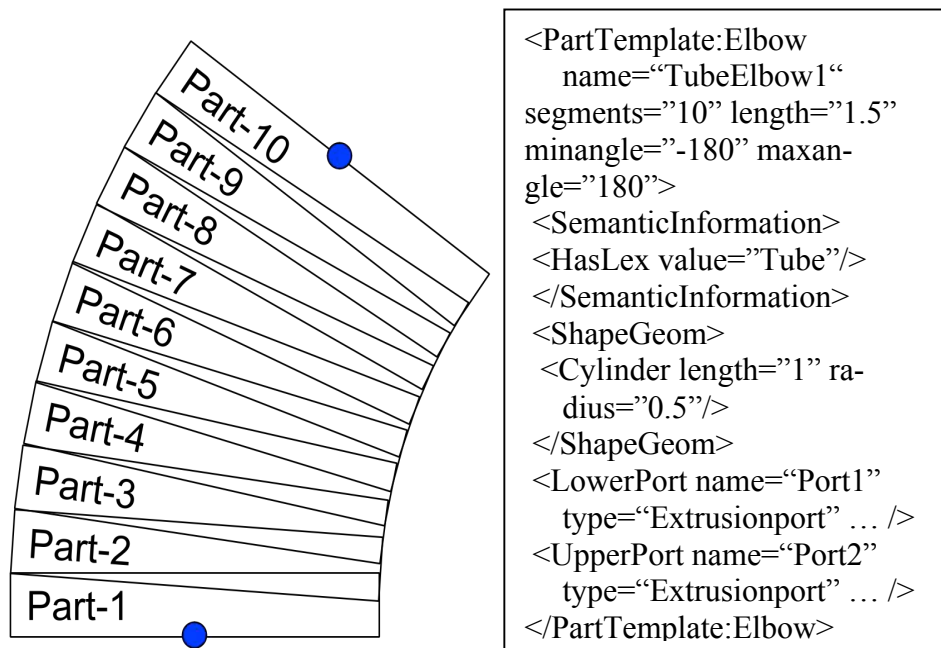 Part-10
Part-9
Part-8
Part-7
Part-6
Part-5
Part-4
Part-3
Part-2
Part-1
<PartTemplate:Elbow
name=“TubeElbow1“
segments=”10” length=”1.5”
minangle=”-180” maxan-
gle=”180”>
<SemanticInformation>
<HasLex value=”Tube”/>
</SemanticInformation>
<ShapeGeom>
<Cylinder length=”1” ra-
dius=”0.5”/>
</ShapeGeom>
<LowerPort name=“Port1”
type=“Extrusionport” … />
<UpperPort name=“Port2”
type=“Extrusionport” … />
</PartTemplate:Elbow>